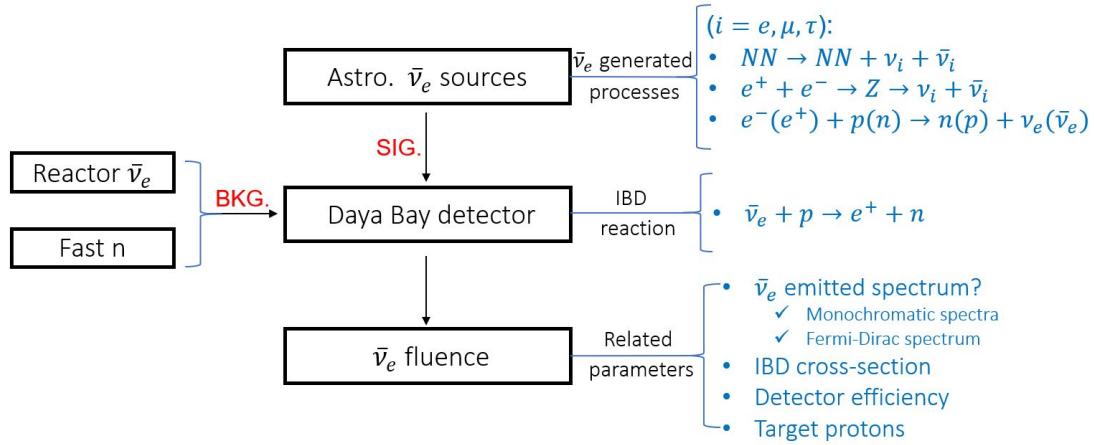 (i = e, μ, τ):
Astro. ν̄ₑ sources
ν̄ₑ generated
processes
• NN → NN + νᵢ + ν̄ᵢ
• e⁺ + e⁻ → Z → νᵢ + ν̄ᵢ
• e⁻(e⁺) + p(n) → n(p) + νₑ(ν̄ₑ)
SIG.
Reactor ν̄ₑ
Fast n
BKG.
Daya Bay detector
IBD
reaction
• ν̄ₑ + p → e⁺ + n
ν̄ₑ fluence
Related
parameters
• ν̄ₑ emitted spectrum?
✓ Monochromatic spectra
✓ Fermi-Dirac spectrum
• IBD cross-section
• Detector efficiency
• Target protons